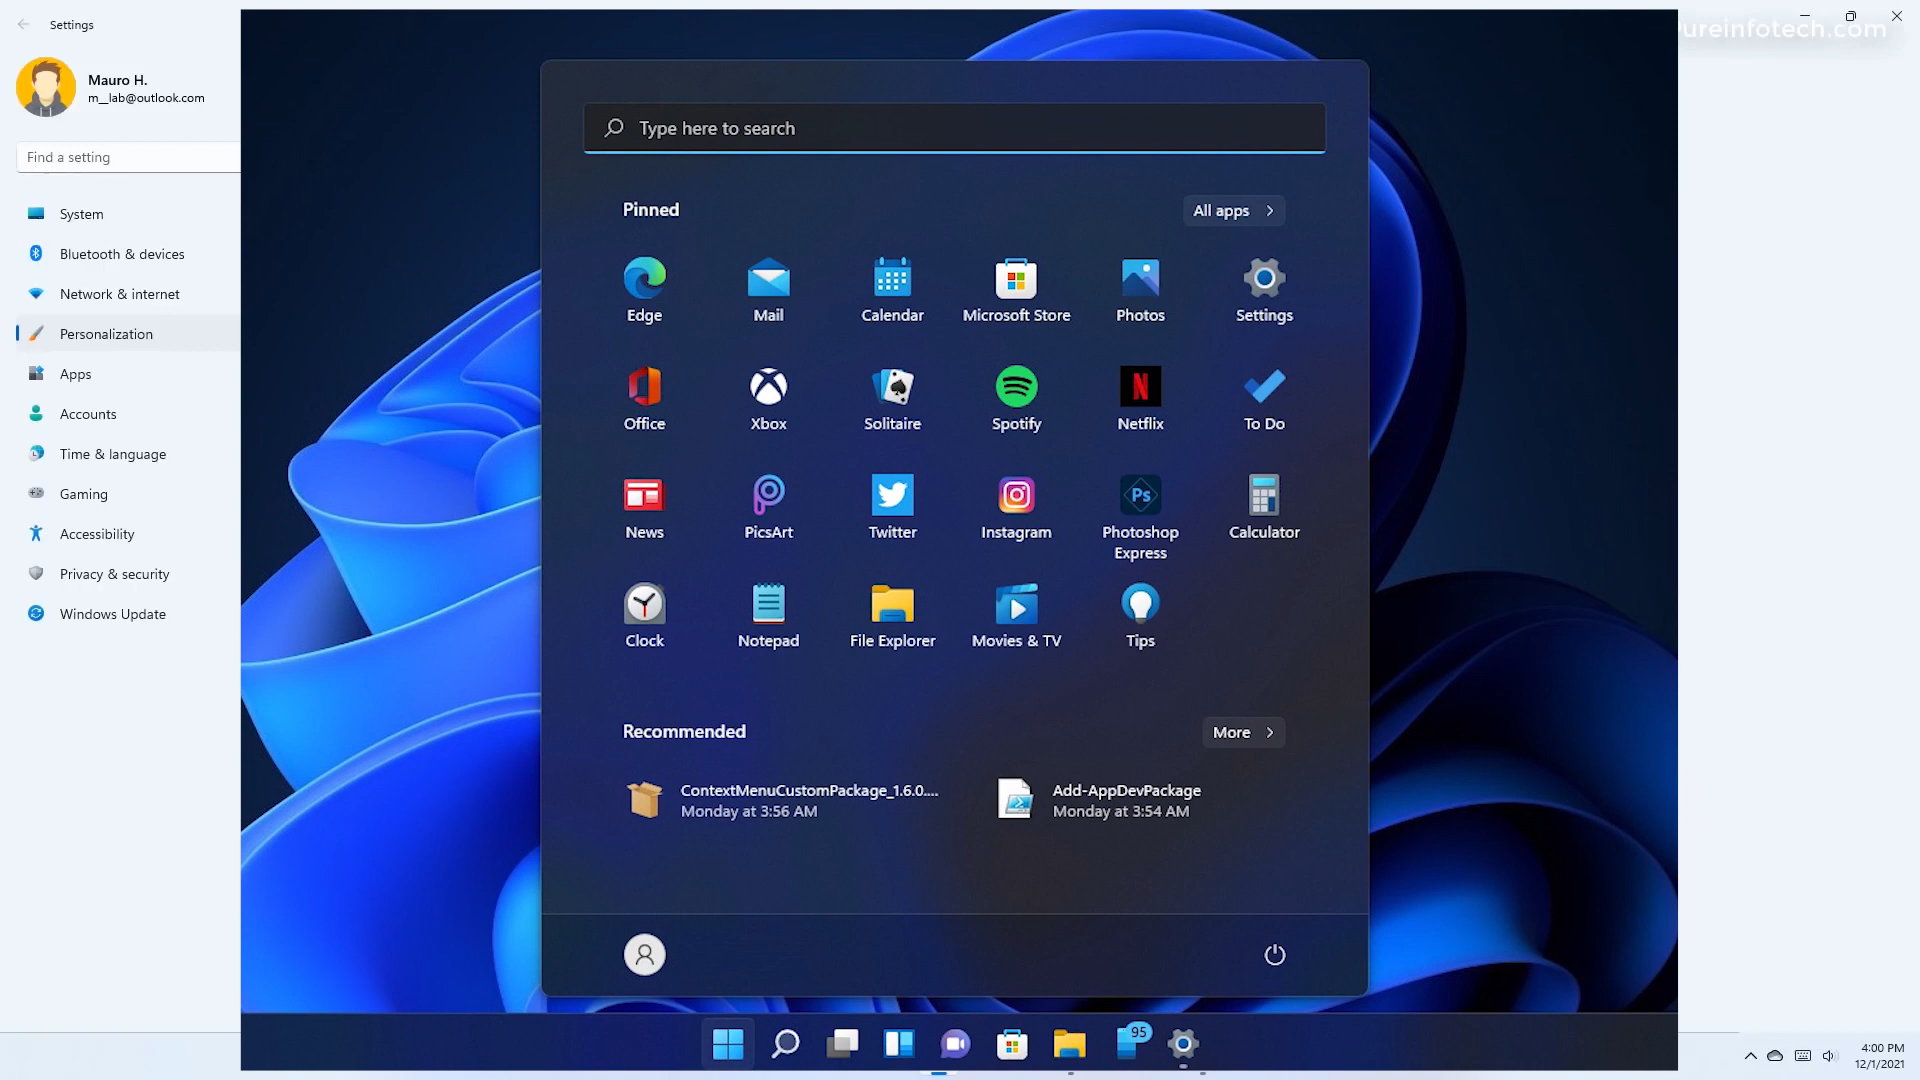 Settings
ureinfotech.com
Mauro H.
m__lab@outlook.com
Find a setting
System
Bluetooth & devices
Network & internet
Personalization
Apps
Accounts
Time & language
Gaming
Accessibility
Privacy & security
Windows Update
Type here to search
Pinned
All apps
Edge
Mail
Calendar
Microsoft Store
Photos
Settings
Office
Xbox
Solitaire
Spotify
Netflix
To Do
News
PicsArt
Twitter
Instagram
Ps
Photoshop
Express
Calculator
Clock
Notepad
File Explorer
Movies & TV
Tips
Recommended
More
ContextMenuCustomPackage_1.6.0....
Monday at 3:56 AM
Add-AppDevPackage
Monday at 3:54 AM
95
4:00 PM
12/1/2021